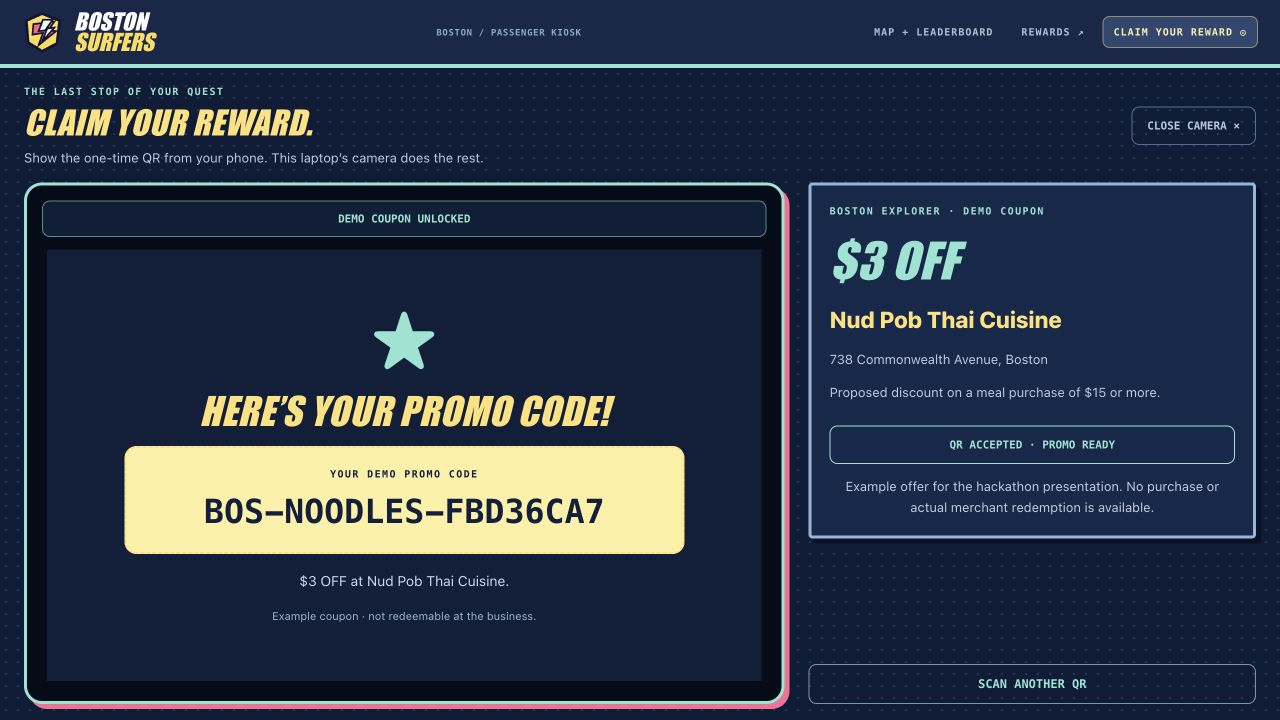 BOSTON
SURFERS
BOSTON / PASSENGER KIOSK
MAP + LEADERBOARD
REWARDS ↗
CLAIM YOUR REWARD ◎
THE LAST STOP OF YOUR QUEST
CLAIM YOUR REWARD.
Show the one-time QR from your phone. This laptop's camera does the rest.
CLOSE CAMERA ×
DEMO COUPON UNLOCKED
HERE'S YOUR PROMO CODE!
YOUR DEMO PROMO CODE
BOS–NOODLES–FBD36CA7
$3 OFF at Nud Pob Thai Cuisine.
Example coupon · not redeemable at the business.
BOSTON EXPLORER · DEMO COUPON
$3 OFF
Nud Pob Thai Cuisine
738 Commonwealth Avenue, Boston
Proposed discount on a meal purchase of $15 or more.
QR ACCEPTED · PROMO READY
Example offer for the hackathon presentation. No purchase or
actual merchant redemption is available.
SCAN ANOTHER QR